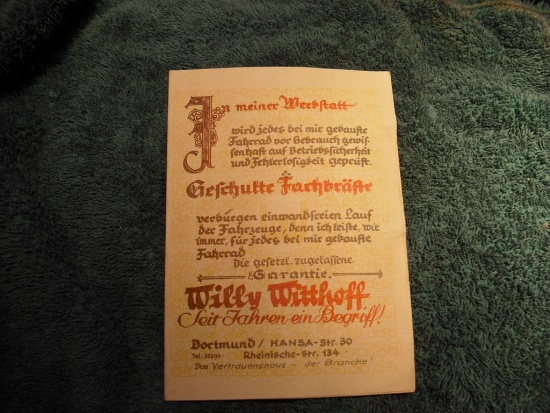 In meiner Werkstatt
wird jedes bei mir gekaufte
Fahrrad vor Gebrauch gewis-
senhaft auf Betriebssicherheit
und Fehlerlosigkeit geprüft.
Geschulte Fachkräfte
verbürgen einwandfreien Lauf
der Fahrzeuge, denn ich leiste, wie
immer, für jedes bei mir gekaufte
Fahrrad
Die gesetzl. zugelassene
Garantie.
Willy Witthoff
Seit Jahren ein Begriff!
Dortmund / HANSA-Str. 30
Tel. Rheinische-Str. 134
Das Vertrauenshaus - der Branche!